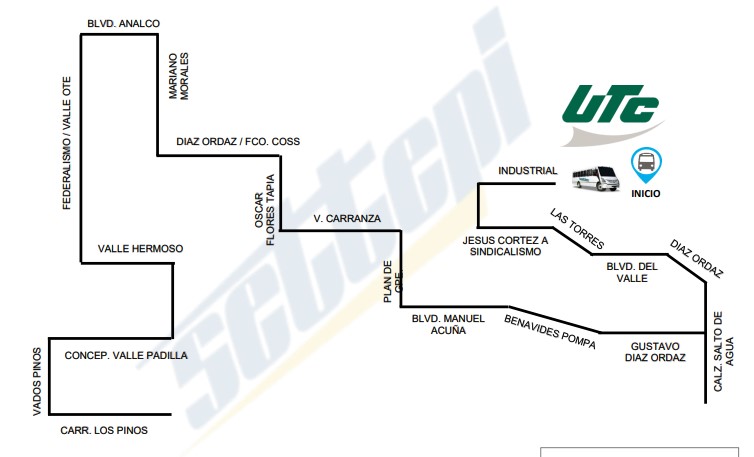 BLVD. ANALCO
FEDERALISMO / VALLE OTE
MARIANO
MORALES
DIAZ ORDAZ / FCO. COSS
OSCAR
FLORES TAPIA
V. CARRANZA
VALLE HERMOSO
PLAN DE
GPE.
CONCEP. VALLE PADILLA
VADOS PINOS
CARR. LOS PINOS
UTC
INDUSTRIAL
INICIO
JESUS CORTEZ A
SINDICALISMO
LAS TORRES
BLVD. DEL
VALLE
DIAZ ORDAZ
BLVD. MANUEL
ACUÑA
BENAVIDES POMPA
GUSTAVO
DIAZ ORDAZ
CALZ. SALTO DE
AGUA
setteni